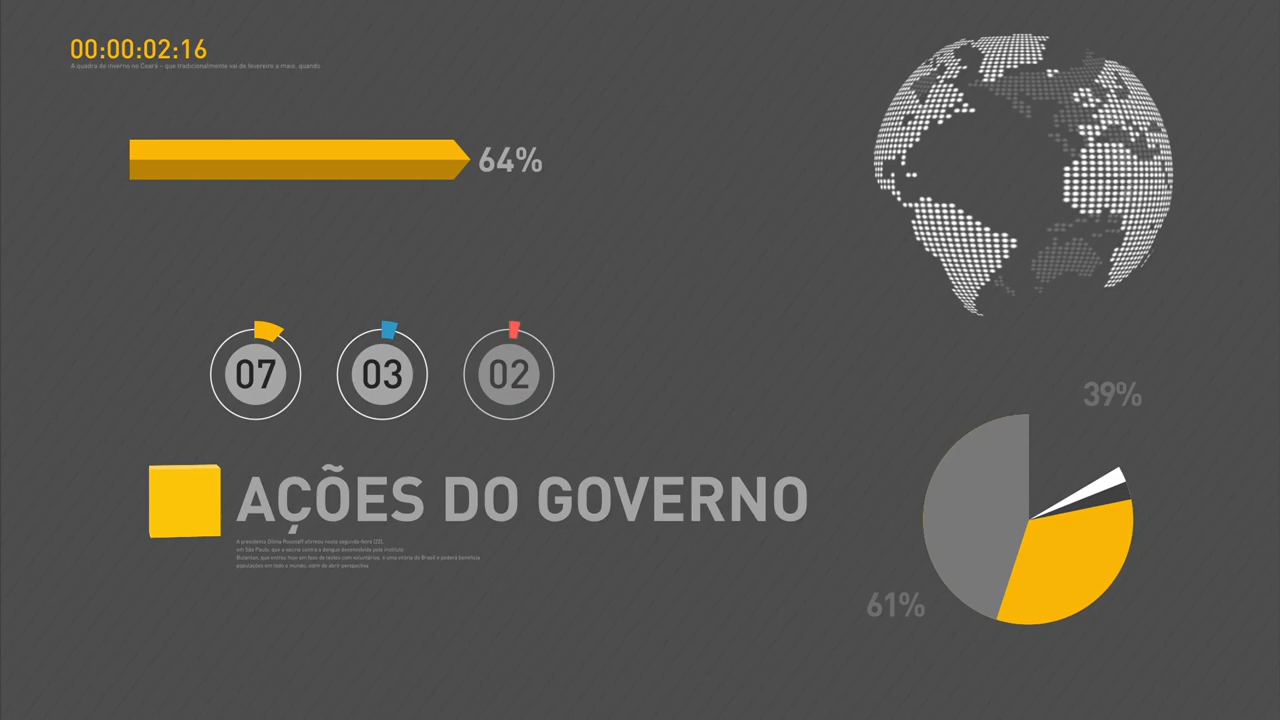 00:00:02:16
A quadra de inverno no Ceará – que tradicionalmente vai de fevereiro a maio, quando
64%
07 03 02
39%
AÇÕES DO GOVERNO
A presidenta Dilma Rousseff afirmou nesta segunda-feira (22),
em São Paulo, que a vacina contra a dengue desenvolvida pelo Instituto
Butantan, que entrou hoje em fase de testes com voluntários, é uma vitória do Brasil e poderá beneficia
populações em todo o mundo, além de abrir perspectiva
61%